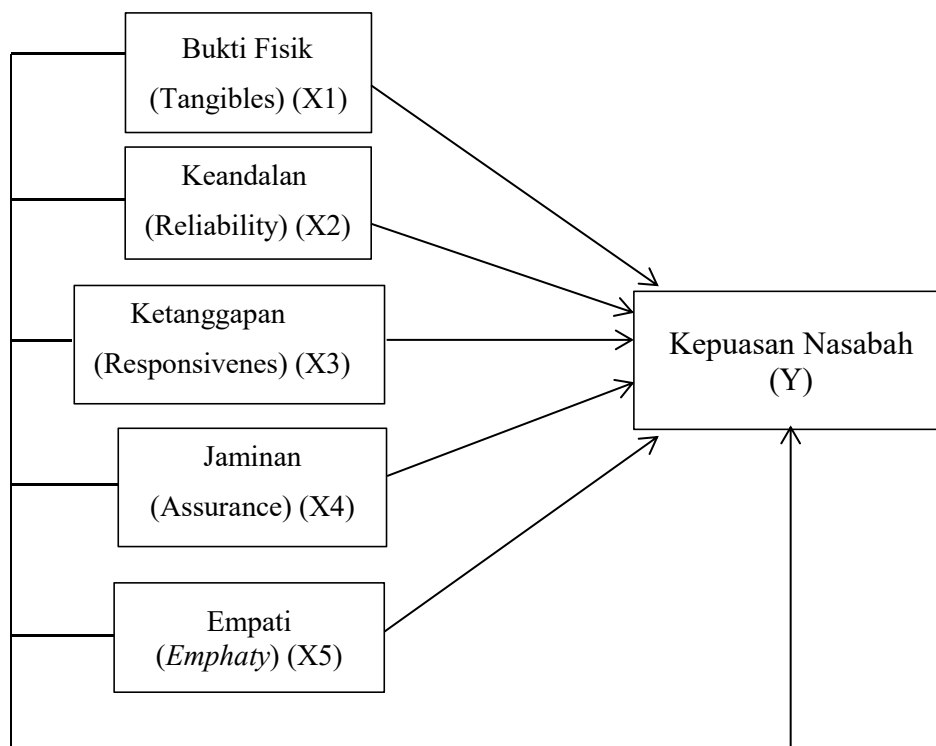 Bukti Fisik
(Tangibles) (X1)
Keandalan
(Reliability) (X2)
Ketanggapan
(Responsivenes) (X3)
Jaminan
(Assurance) (X4)
Empati
(Emphaty) (X5)
Kepuasan Nasabah
(Y)